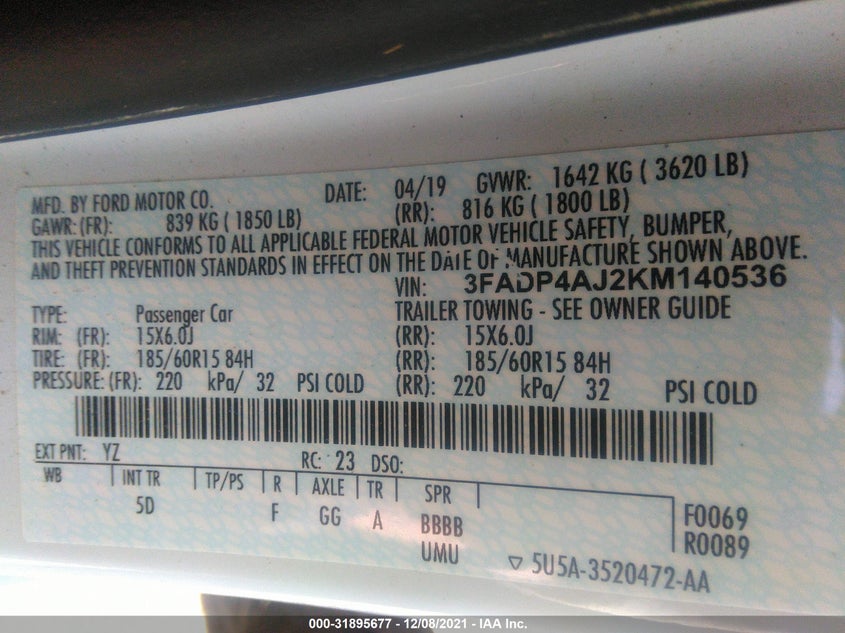 MFD. BY FORD MOTOR CO. DATE: 04/19 GVWR: 1642 KG ( 3620 LB)
GAWR: (FR): 839 KG ( 1850 LB) (RR): 816 KG ( 1800 LB)
THIS VEHICLE CONFORMS TO ALL APPLICABLE FEDERAL MOTOR VEHICLE SAFETY, BUMPER,
AND THEFT PREVENTION STANDARDS IN EFFECT ON THE DATE OF MANUFACTURE SHOWN ABOVE.
VIN: 3FADP4AJ2KM140536
TYPE: Passenger Car TRAILER TOWING - SEE OWNER GUIDE
RIM: (FR): 15X6.0J (RR): 15X6.0J
TIRE: (FR): 185/60R15 84H (RR): 185/60R15 84H
PRESSURE: (FR): 220 kPa/ 32 PSI COLD (RR): 220 kPa/ 32 PSI COLD
EXT PNT: YZ RC: 23 DSO:
WB INT TR TP/PS R AXLE TR SPR
5D F GG A BBBB F0069
UMU R0089
▽ 5U5A-3520472-AA
000-31895677 - 12/08/2021 - IAA Inc.